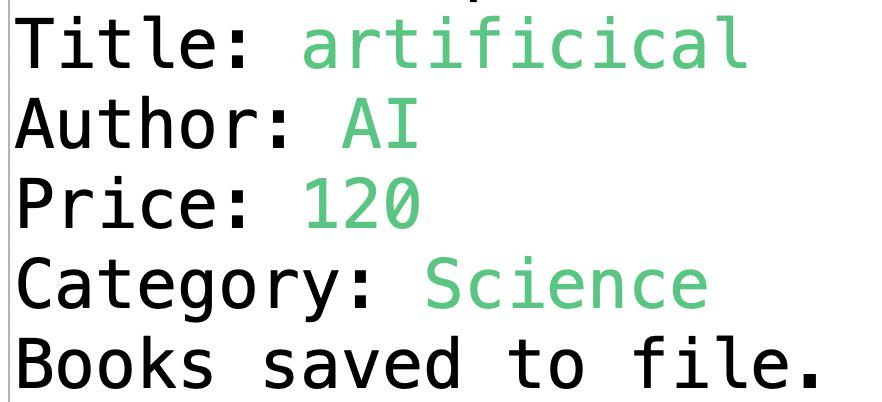 Title: artificical
Author: AI
Price: 120
Category: Science
Books saved to file.